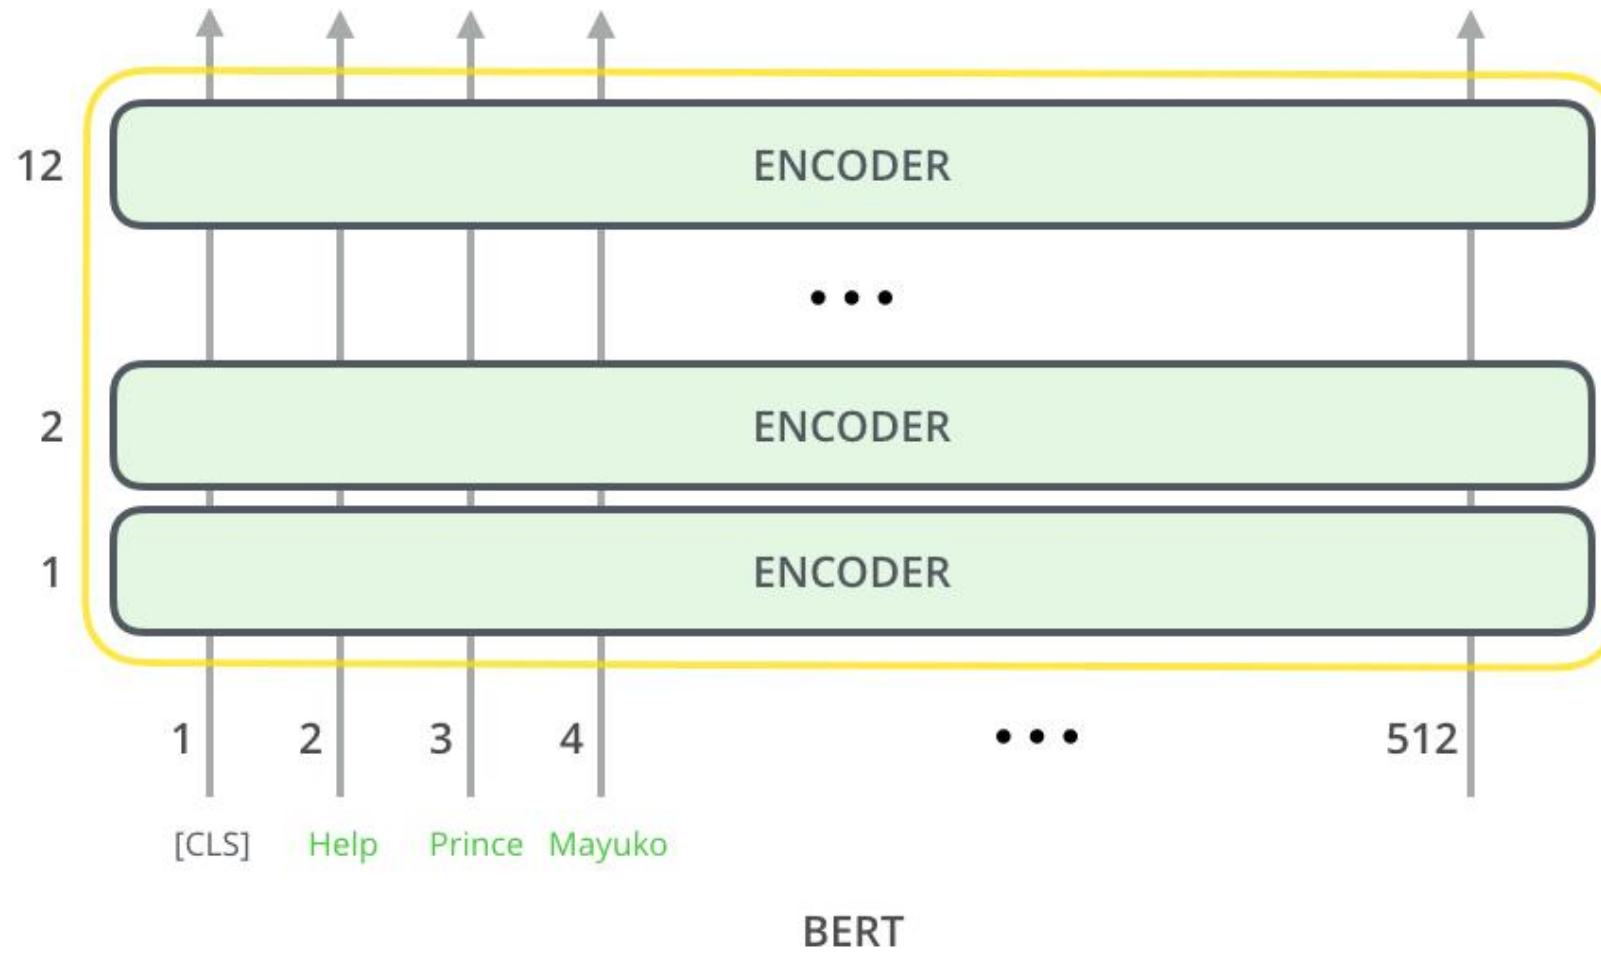 12 ENCODER
2 ENCODER
1 ENCODER
1 2 3 4 512
[CLS] Help Prince Mayuko
BERT